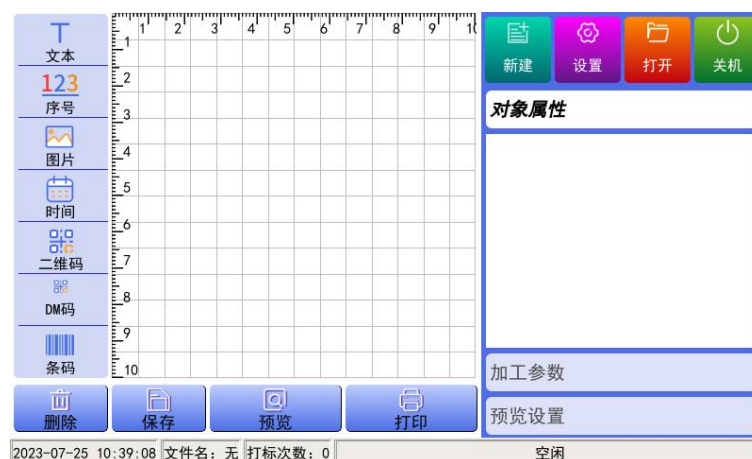 文本
123
序号
图片
时间
二维码
DM码
条码
1 2 3 4 5 6 7 8 9 10
1
2
3
4
5
6
7
8
9
10
新建 设置 打开 关机
对象属性
加工参数
预览设置
删除 保存 预览 打印
2023-07-25 10:39:08 文件名：无 打标次数：0 空闲